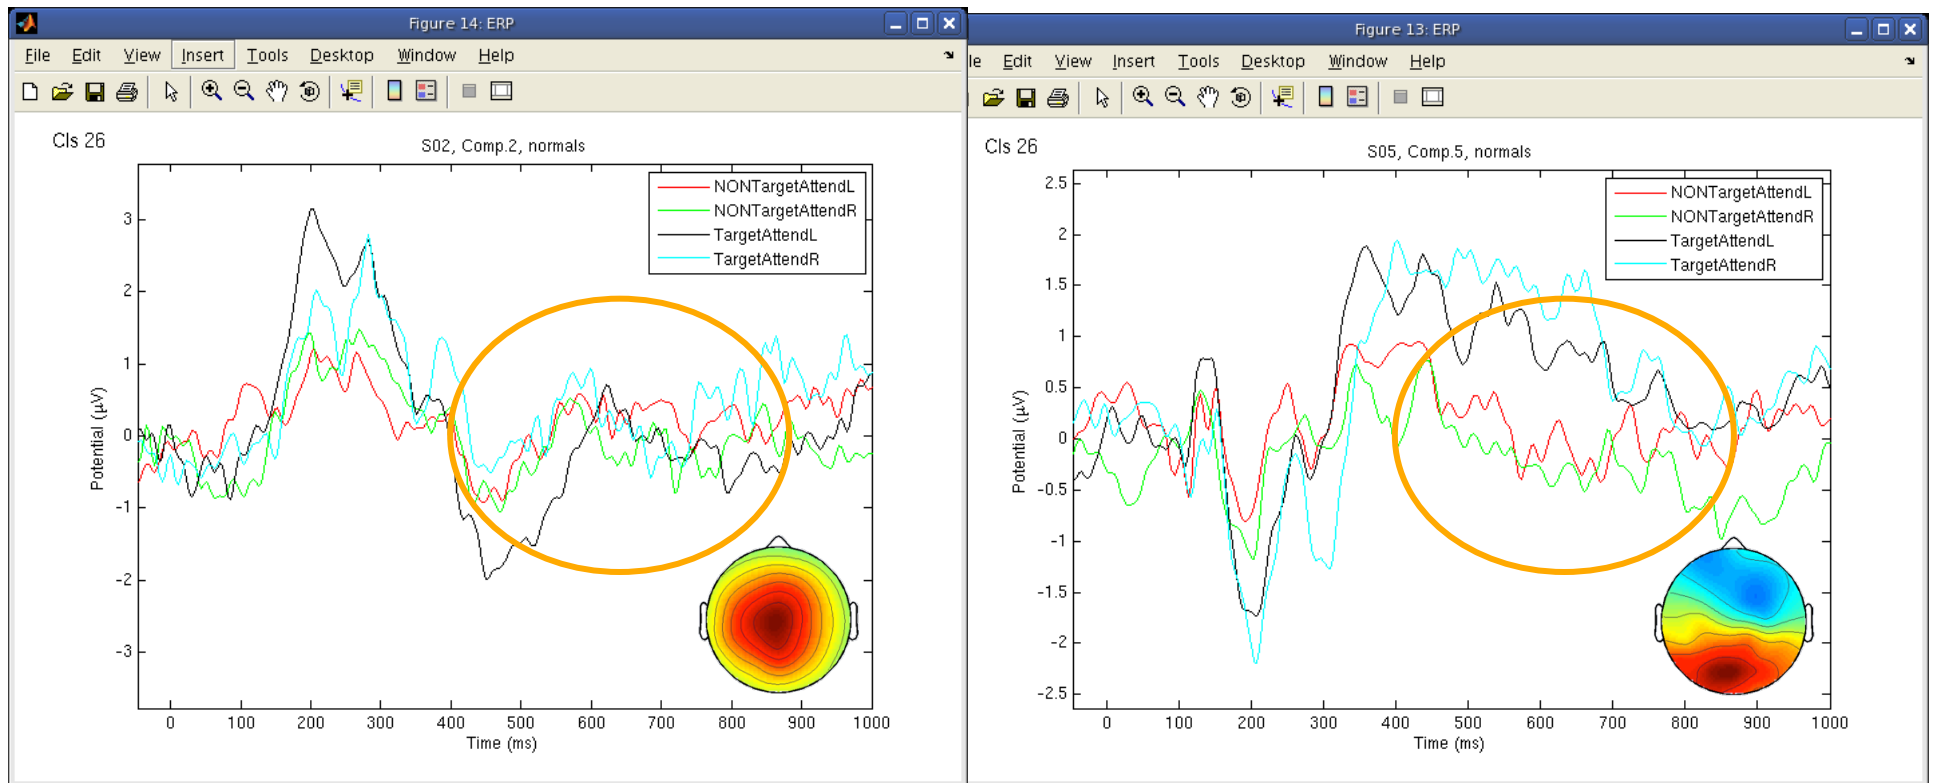 Figure 14: ERP
File Edit View Insert Tools Desktop Window Help
Cls 26
S02, Comp.2, normals
NONTargetAttendL
NONTargetAttendR
TargetAttendL
TargetAttendR
3
2
1
0
-1
-2
-3
Potential (µV)
0 100 200 300 400 500 600 700 800 900 1000
Time (ms)
Figure 13: ERP
le Edit View Insert Tools Desktop Window Help
Cls 26
S05, Comp.5, normals
NONTargetAttendL
NONTargetAttendR
TargetAttendL
TargetAttendR
2.5
2
1.5
1
0.5
0
-0.5
-1
-1.5
-2
-2.5
Potential (µV)
0 100 200 300 400 500 600 700 800 900 1000
Time (ms)